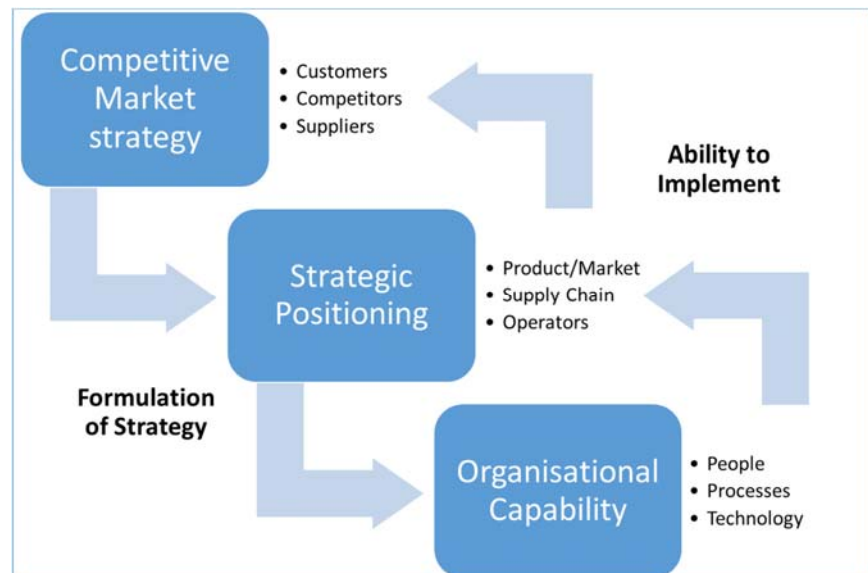 Competitive
Market
strategy
• Customers
• Competitors
• Suppliers
Ability to
Implement
Strategic
Positioning
• Product/Market
• Supply Chain
• Operators
Formulation
of Strategy
Organisational
Capability
• People
• Processes
• Technology